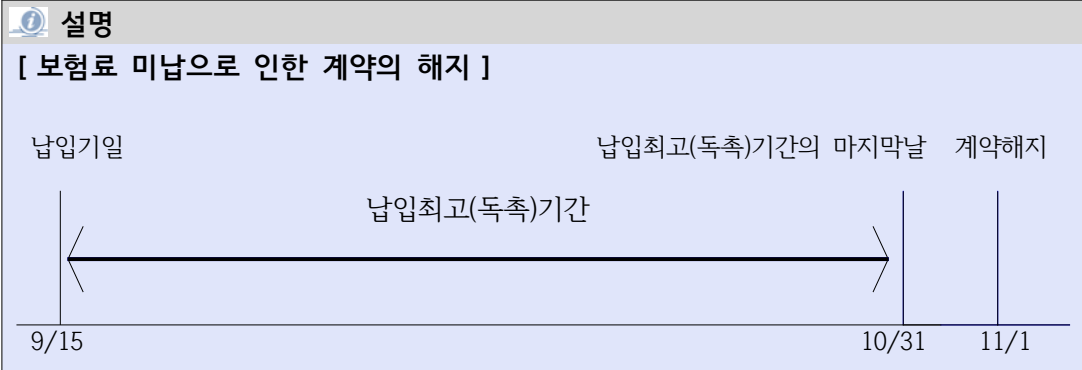 설명
[ 보험료 미납으로 인한 계약의 해지 ]
납입기일 납입최고(독촉)기간의 마지막날 계약해지
납입최고(독촉)기간
9/15 10/31 11/1